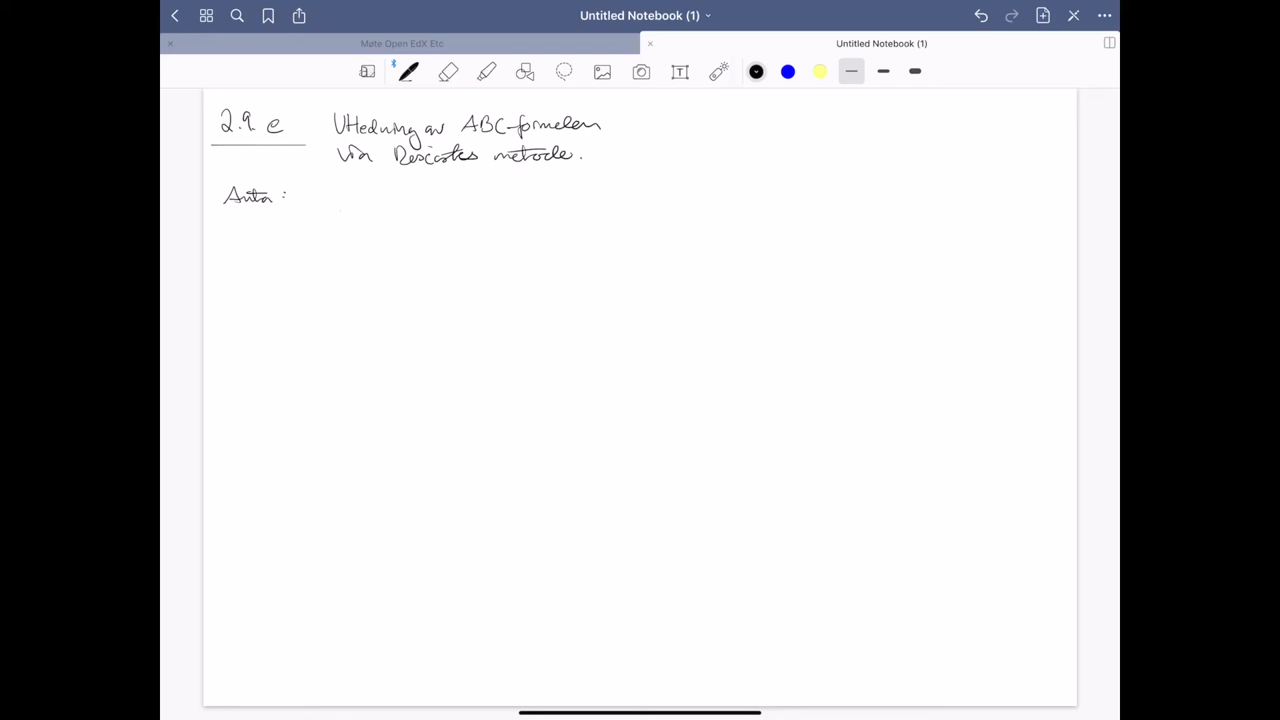 Untitled Notebook (1)
Møte Open EdX Etc
Untitled Notebook (1)
2.9. e Utledning av ABC-formelen
via Descartes metode.
Anta :